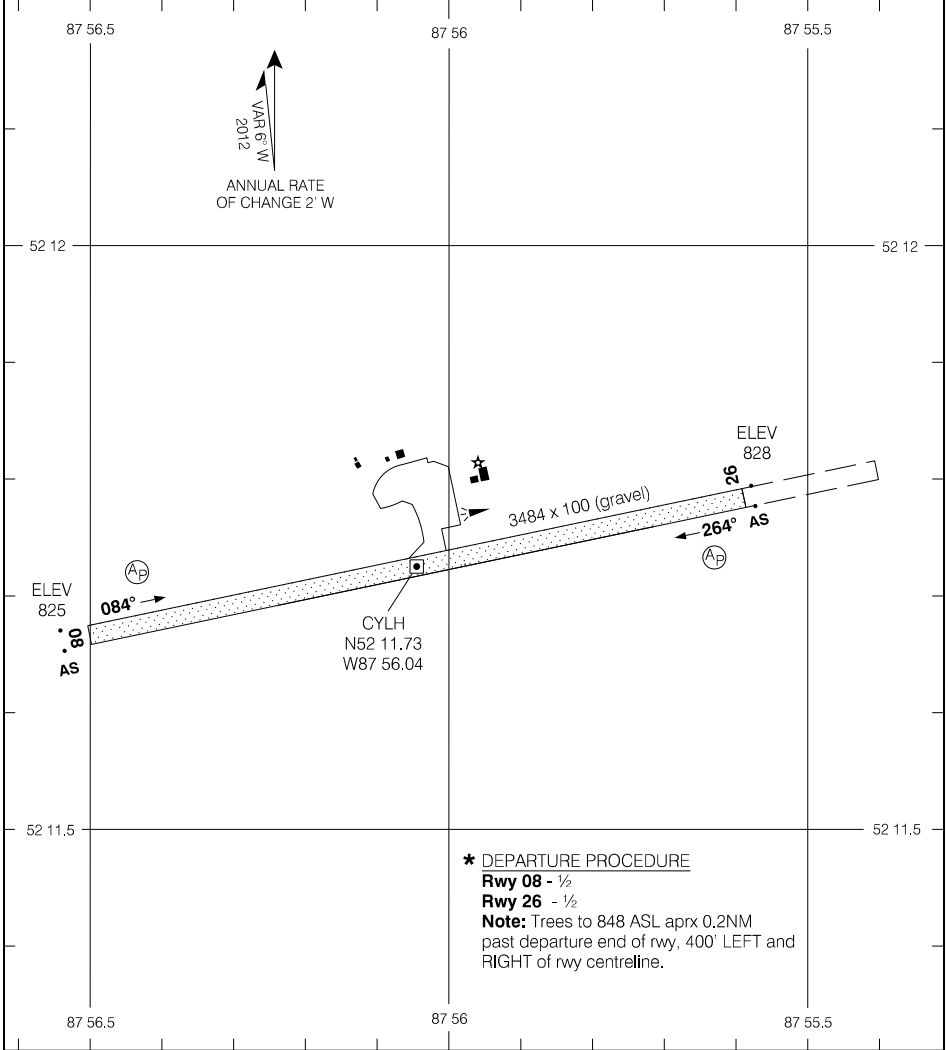 87 56.5
87 56
87 55.5
VAR 6° W
2012
ANNUAL RATE
OF CHANGE 2' W
52 12
52 12
ELEV
828
26
3484 x 100 (gravel)
264°
AS
AP
AP
ELEV
825
084°
08
AS
CYLH
N52 11.73
W87 56.04
52 11.5
52 11.5
* DEPARTURE PROCEDURE
Rwy 08 - ½
Rwy 26 - ½
Note: Trees to 848 ASL aprx 0.2NM
past departure end of rwy, 400' LEFT and
RIGHT of rwy centreline.
87 56.5
87 56
87 55.5